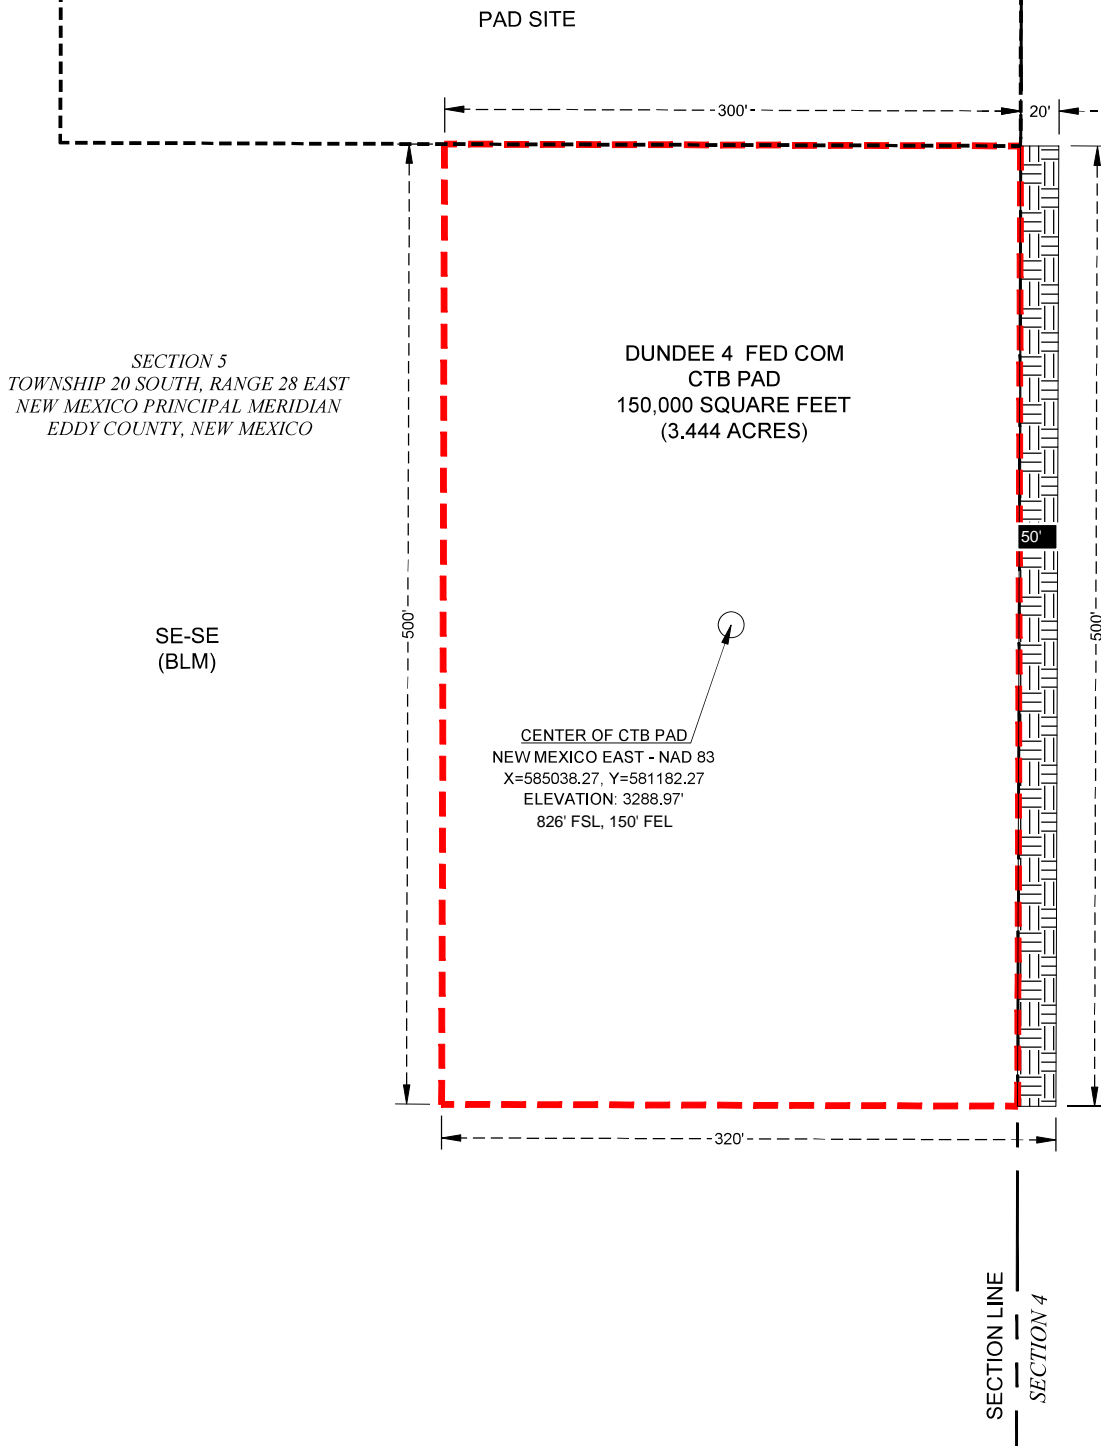 PAD SITE
300'
20'
SECTION 5
TOWNSHIP 20 SOUTH, RANGE 28 EAST
NEW MEXICO PRINCIPAL MERIDIAN
EDDY COUNTY, NEW MEXICO
DUNDEE 4 FED COM
CTB PAD
150,000 SQUARE FEET
(3.444 ACRES)
50'
500'
500'
SE-SE
(BLM)
CENTER OF CTB PAD
NEW MEXICO EAST - NAD 83
X=585038.27, Y=581182.27
ELEVATION: 3288.97'
826' FSL, 150' FEL
320'
SECTION LINE
SECTION 4